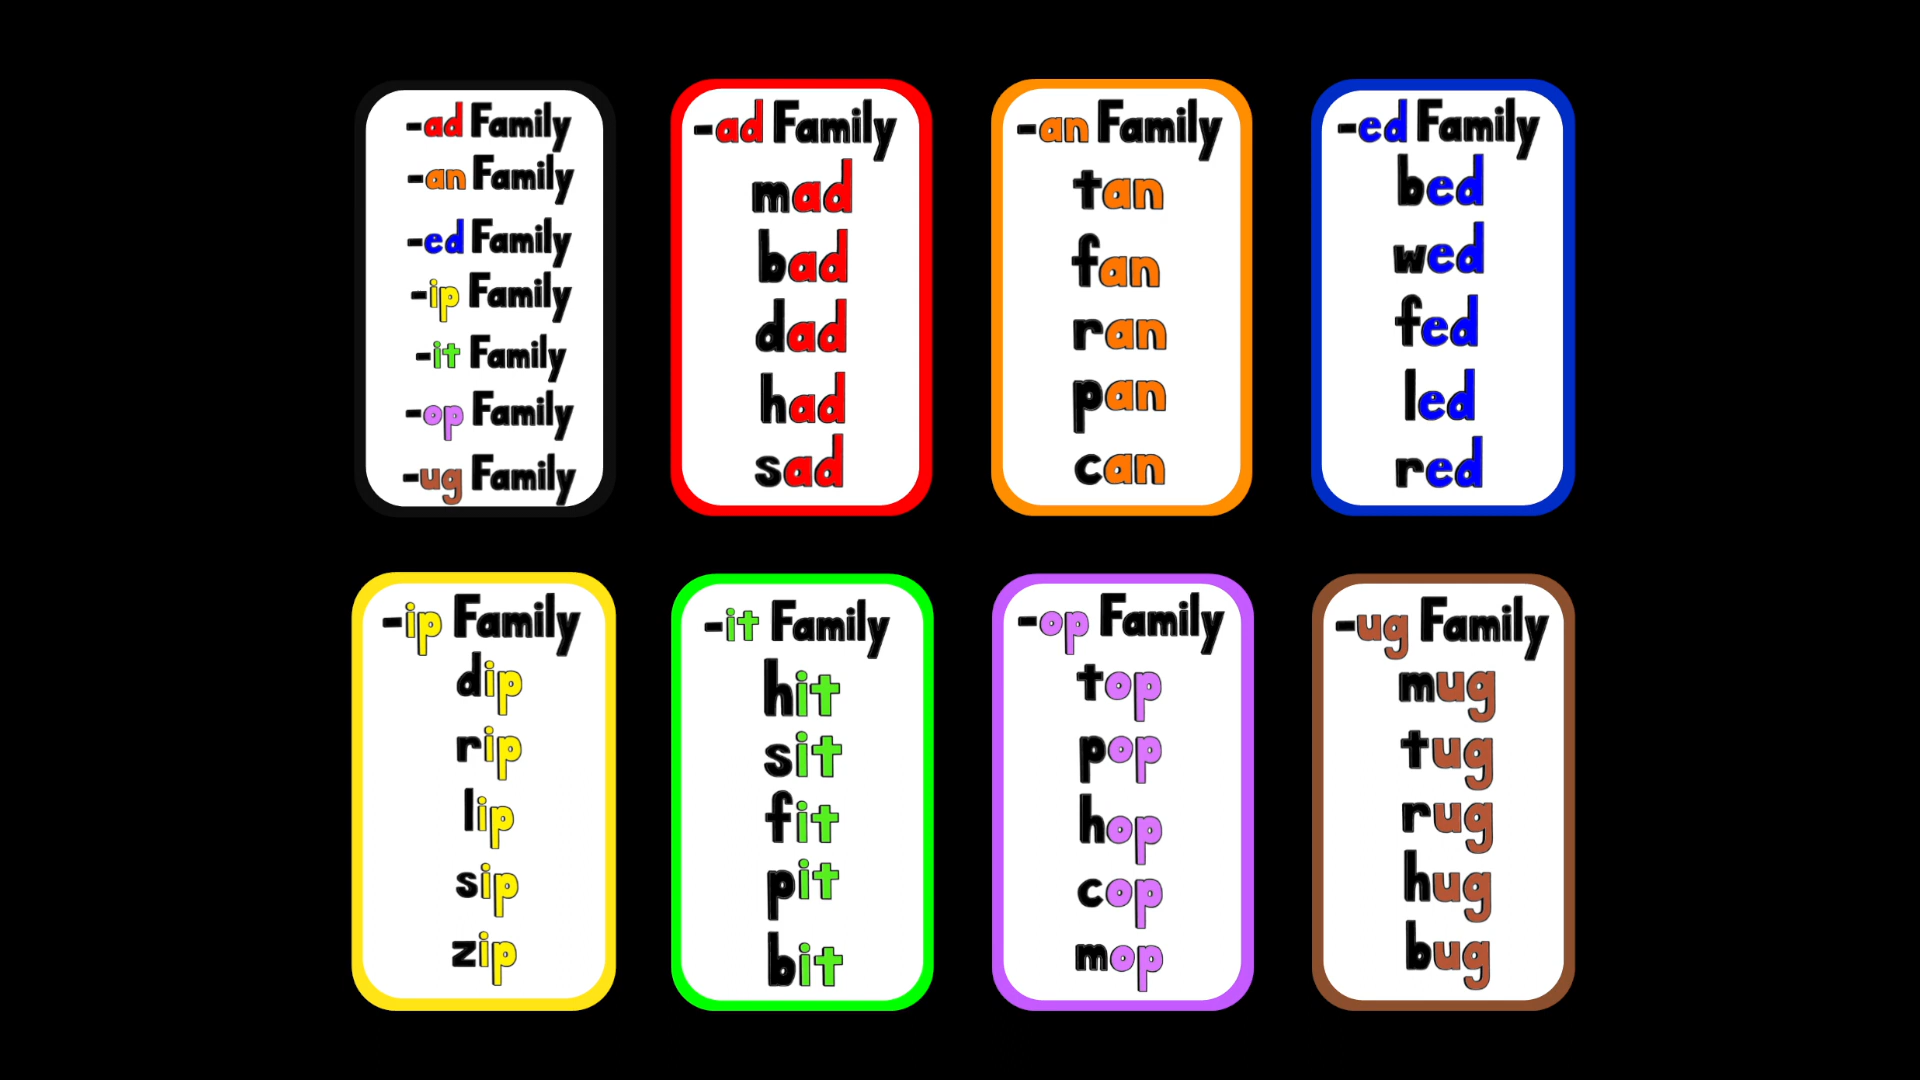 -ad Family
-an Family
-ed Family
-ip Family
-it Family
-op Family
-ug Family
-ad Family
mad
bad
dad
had
sad
-an Family
tan
fan
ran
pan
can
-ed Family
bed
wed
fed
led
red
-ip Family
dip
rip
lip
sip
zip
-it Family
hit
sit
fit
pit
bit
-op Family
top
pop
hop
cop
mop
-ug Family
mug
tug
rug
hug
bug